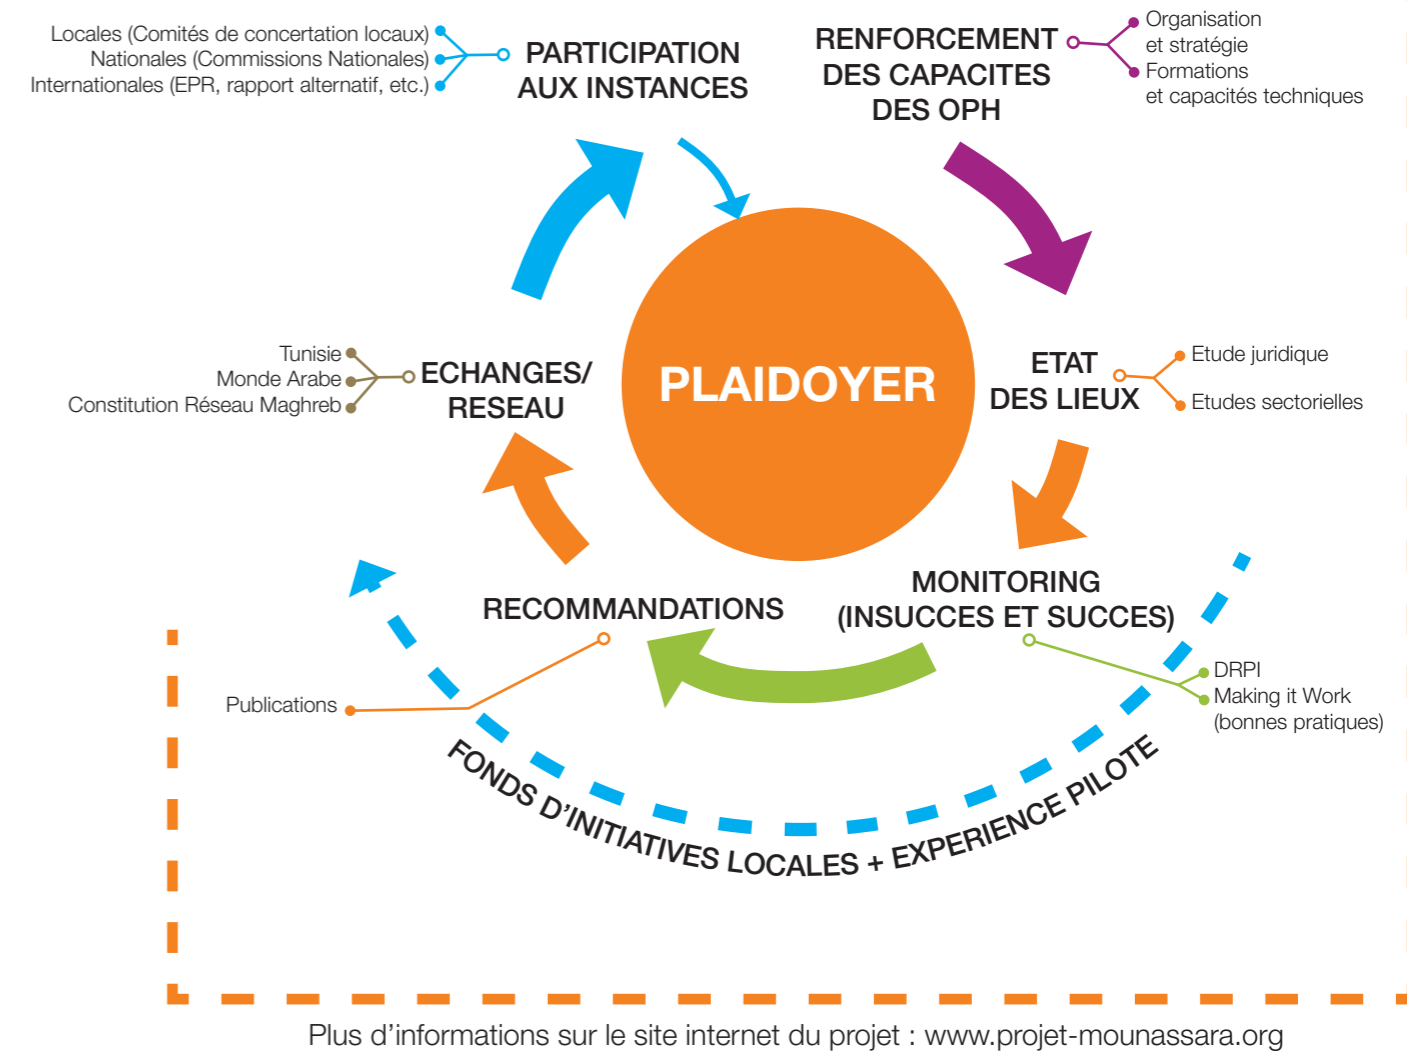 Locales (Comités de concertation locaux)
Nationales (Commissions Nationales)
Internationales (EPR, rapport alternatif, etc.)
PARTICIPATION
AUX INSTANCES
RENFORCEMENT
DES CAPACITES
DES OPH
Organisation
et stratégie
Formations
et capacités techniques
Tunisie
Monde Arabe
Constitution Réseau Maghreb
ECHANGES/
RESEAU
PLAIDOYER
ETAT
DES LIEUX
Etude juridique
Etudes sectorielles
RECOMMANDATIONS
Publications
MONITORING
(INSUCCES ET SUCCES)
DRPI
Making it Work
(bonnes pratiques)
FONDS D’INITIATIVES LOCALES + EXPERIENCE PILOTE
Plus d’informations sur le site internet du projet : www.projet-mounassara.org